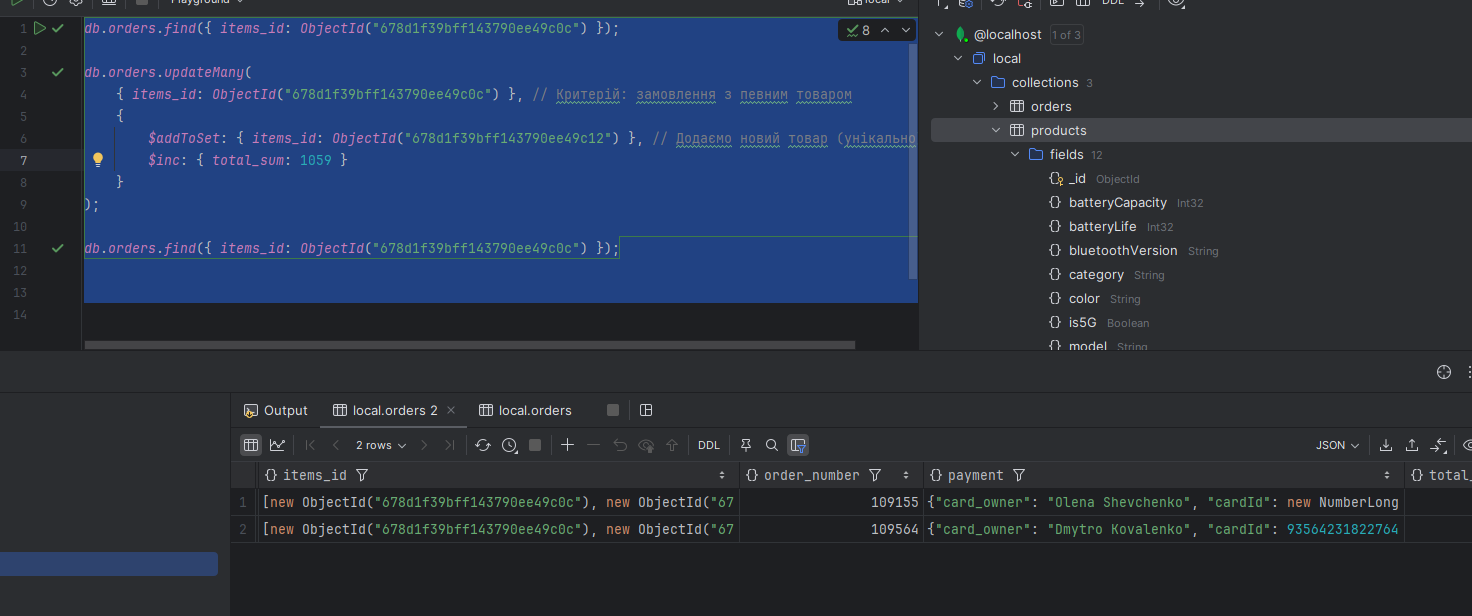 Playground
local
DDL
1 db.orders.find({ items_id: ObjectId("678d1f39bff143790ee49c0c") });
8
2
3 db.orders.updateMany(
4 { items_id: ObjectId("678d1f39bff143790ee49c0c") }, // Критерій: замовлення з певним товаром
5 {
6 $addToSet: { items_id: ObjectId("678d1f39bff143790ee49c12") }, // Додаємо новий товар (унікально
7 $inc: { total_sum: 1059 }
8 }
9 );
10
11 db.orders.find({ items_id: ObjectId("678d1f39bff143790ee49c0c") });
12
13
14
@localhost 1 of 3
local
collections 3
orders
products
fields 12
_id ObjectId
batteryCapacity Int32
batteryLife Int32
bluetoothVersion String
category String
color String
is5G Boolean
model String
Output local.orders 2 local.orders
2 rows DDL JSON
items_id order_number payment total_
1 [new ObjectId("678d1f39bff143790ee49c0c"), new ObjectId("67 109155 {"card_owner": "Olena Shevchenko", "cardId": new NumberLong
2 [new ObjectId("678d1f39bff143790ee49c0c"), new ObjectId("67 109564 {"card_owner": "Dmytro Kovalenko", "cardId": 93564231822764